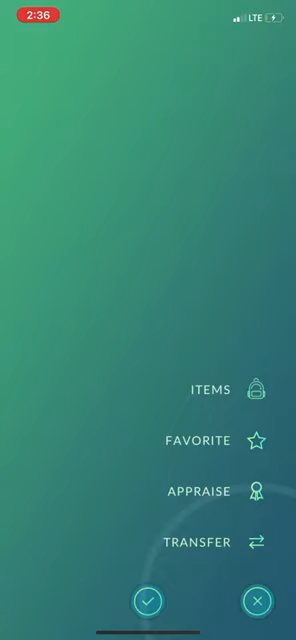 2:36
LTE
ITEMS
FAVORITE
APPRAISE
TRANSFER